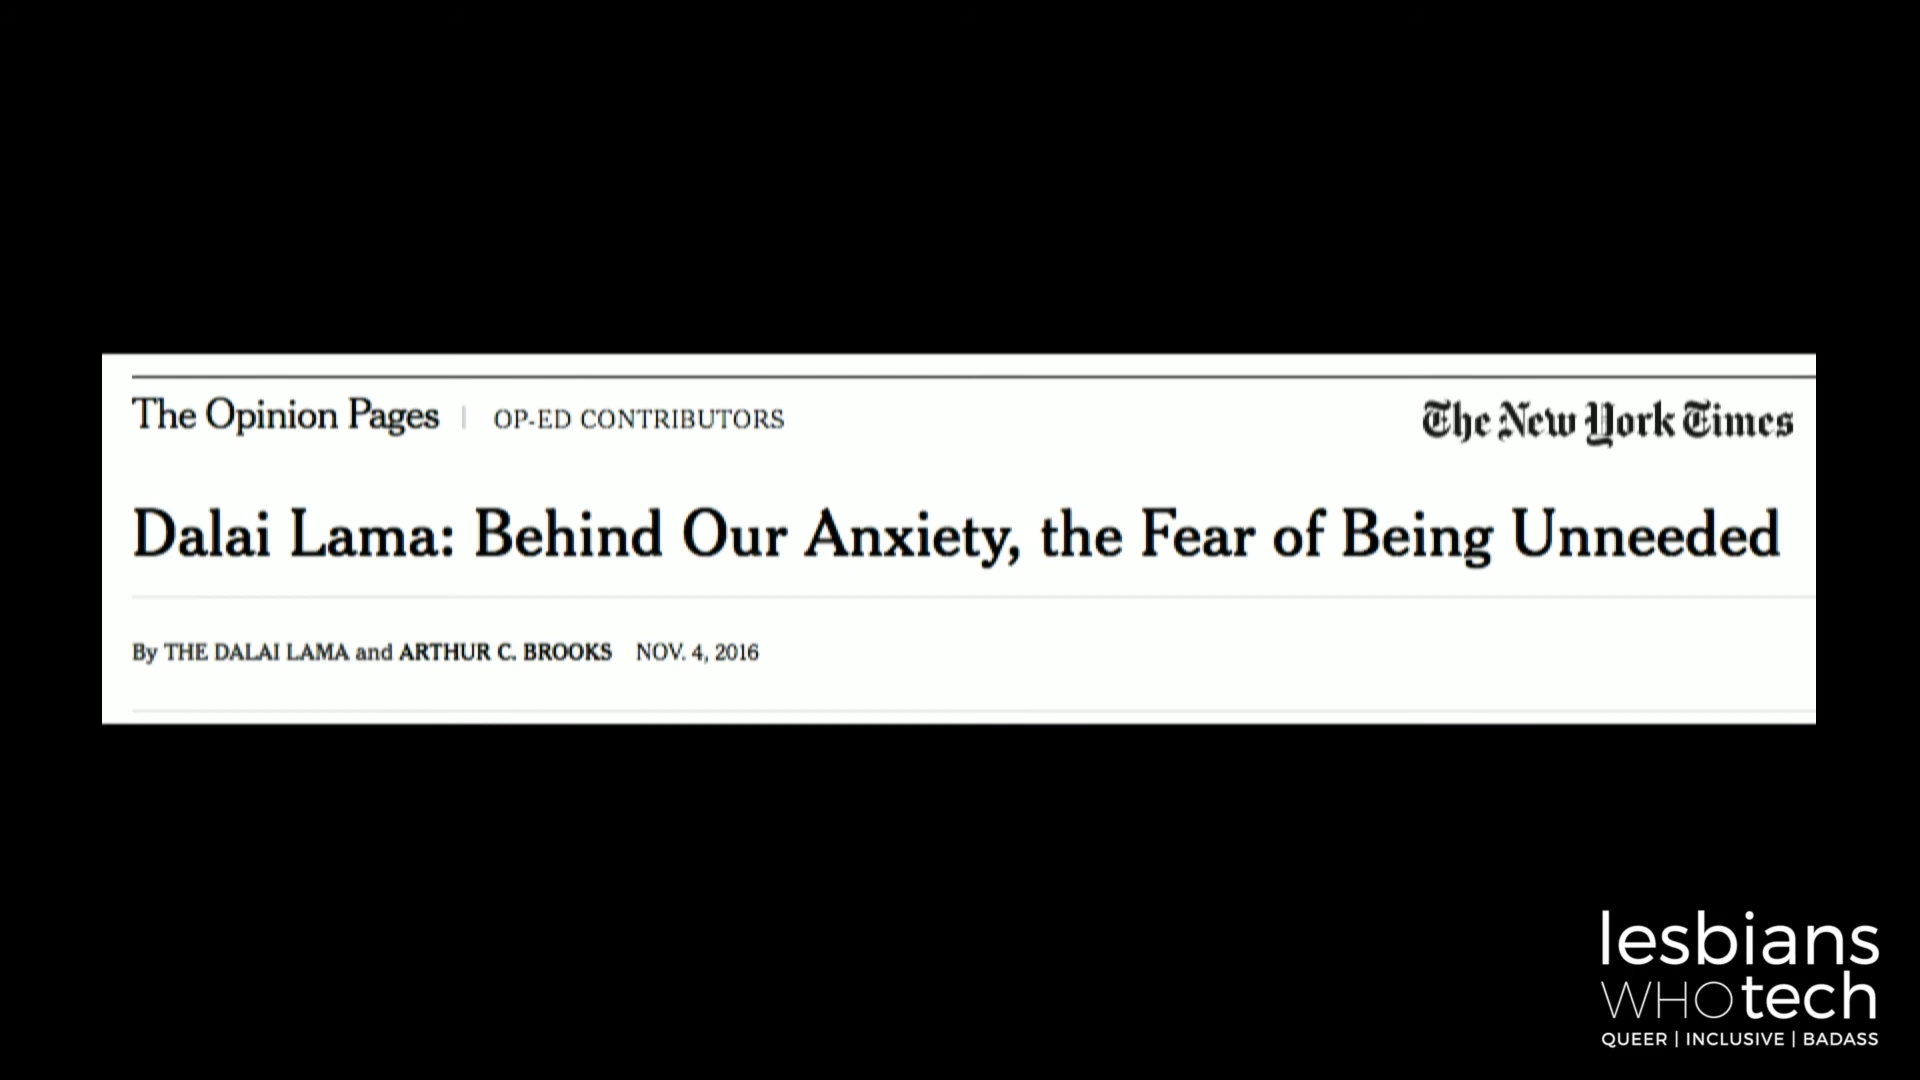 The Opinion Pages | OP-ED CONTRIBUTORS
The New York Times
Dalai Lama: Behind Our Anxiety, the Fear of Being Unneeded
By THE DALAI LAMA and ARTHUR C. BROOKS NOV. 4, 2016
lesbians
WHOtech
QUEER | INCLUSIVE | BADASS